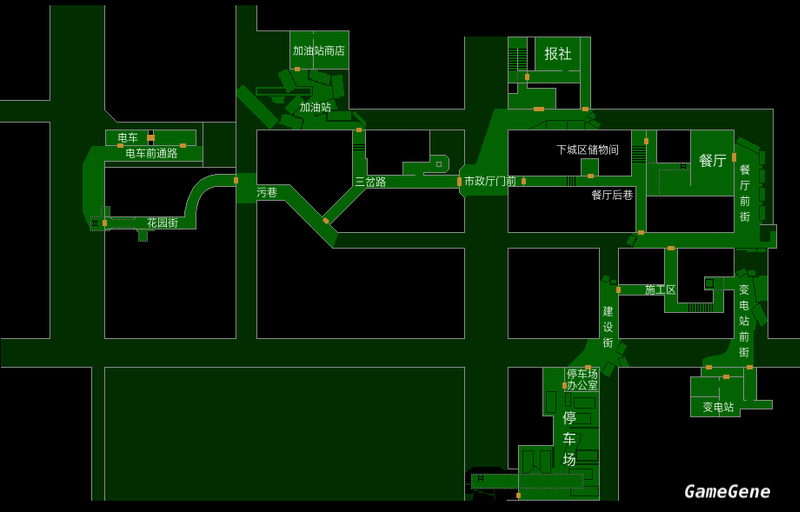 加油站商店
报社
加油站
电车
电车前通路
下城区储物间
餐厅
三岔路
市政厅门前
污巷
餐厅后巷
餐厅前街
花园街
施工区
变电站前街
建设街
停车场
办公室
变电站
停车场
GameGene